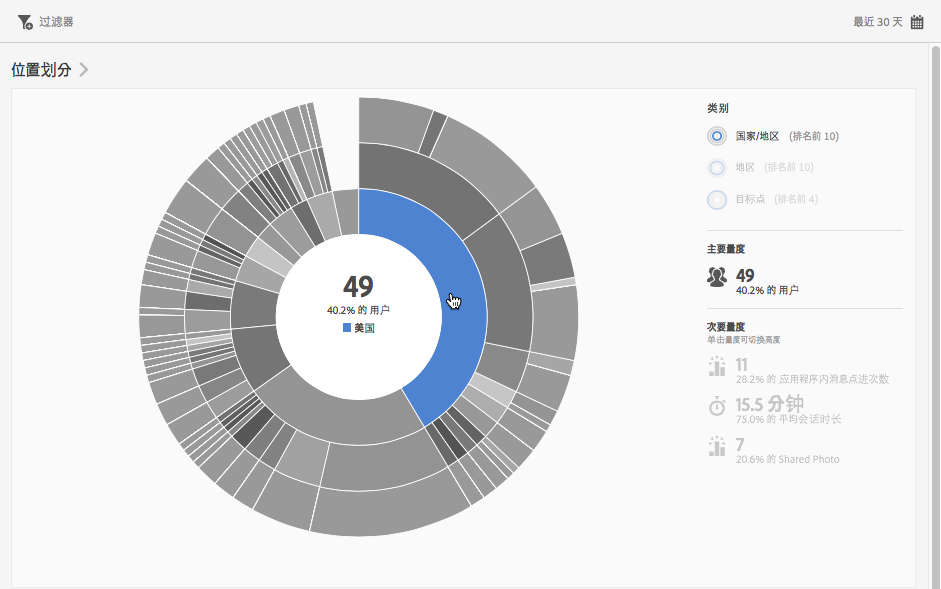 过滤器
最近 30 天
位置划分
类别
国家/地区 (排名前 10)
地区 (排名前 10)
目标点 (排名前 4)
49
40.2% 的 用户
美国
主要量度
49
40.2% 的 用户
次要量度
单击量度可切换高度
11
28.2% 的 应用程序内消息点进次数
15.5 分钟
75.0% 的 平均会话时长
7
20.6% 的 Shared Photo